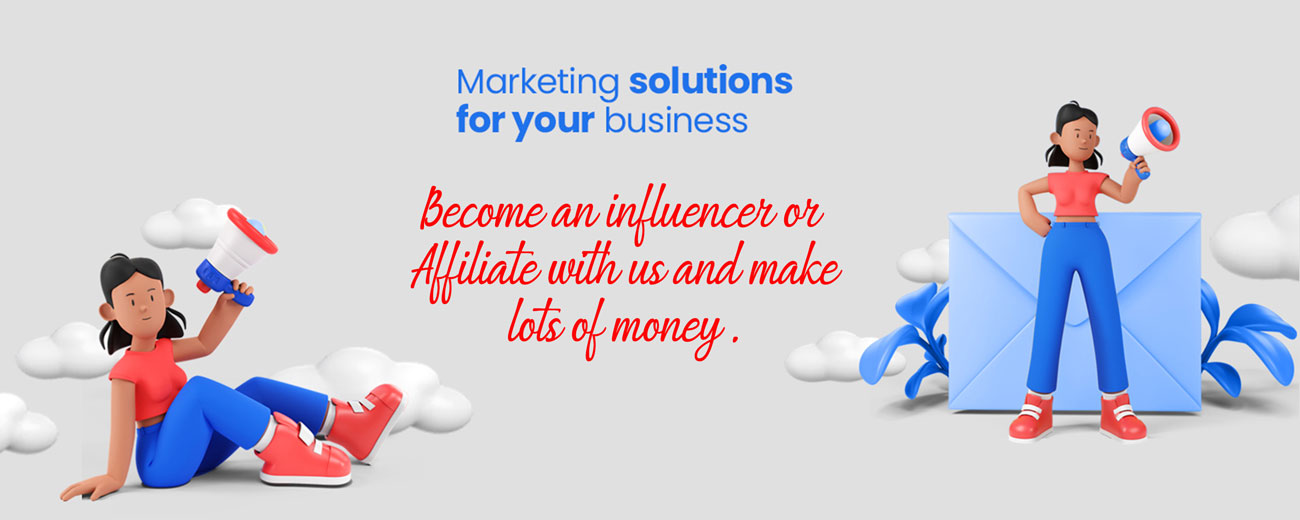 Marketing solutions
for your business
Become an influencer or
Affiliate with us and make
lots of money .